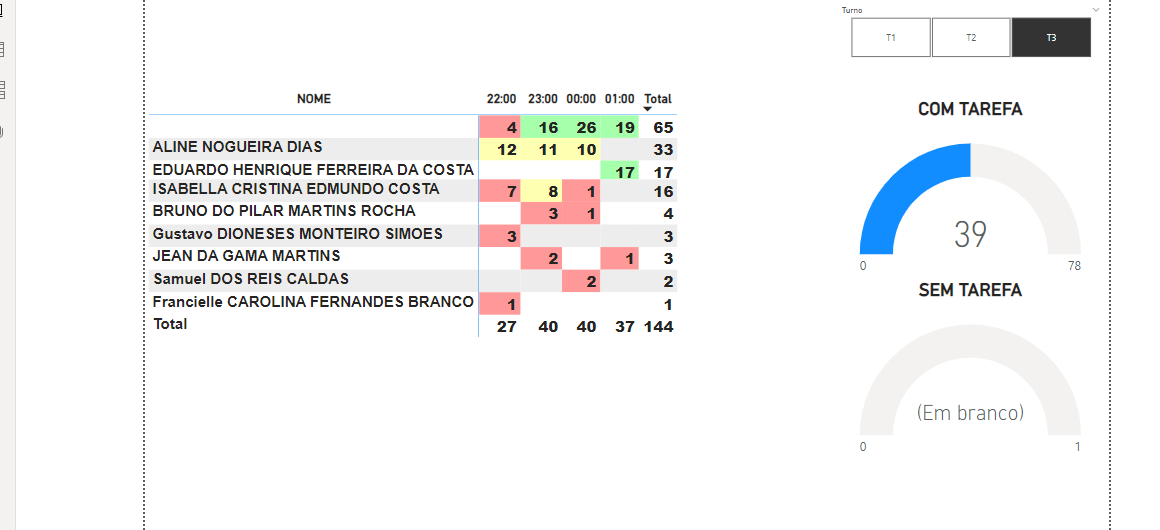 Turno
T1 T2 T3
NOME 22:00 23:00 00:00 01:00 Total
4 16 26 19 65
ALINE NOGUEIRA DIAS 12 11 10 33
EDUARDO HENRIQUE FERREIRA DA COSTA 17 17
ISABELLA CRISTINA EDMUNDO COSTA 7 8 1 16
BRUNO DO PILAR MARTINS ROCHA 3 1 4
Gustavo DIONESES MONTEIRO SIMOES 3 3
JEAN DA GAMA MARTINS 2 1 3
Samuel DOS REIS CALDAS 2 2
Francielle CAROLINA FERNANDES BRANCO 1 1
Total 27 40 40 37 144
COM TAREFA
39
0 78
SEM TAREFA
(Em branco)
0 1